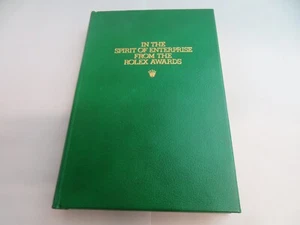 IN THE
SPIRIT OF ENTERPRISE
FROM THE
ROLEX AWARDS